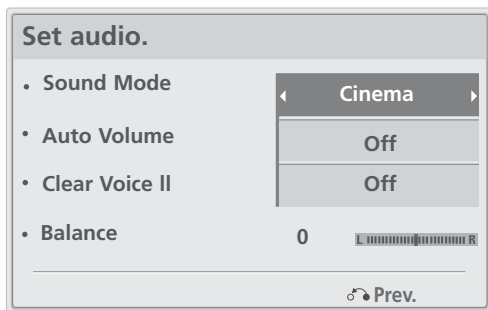 Set audio.
• Sound Mode Cinema
• Auto Volume Off
• Clear Voice ll Off
• Balance 0 L R
Prev.